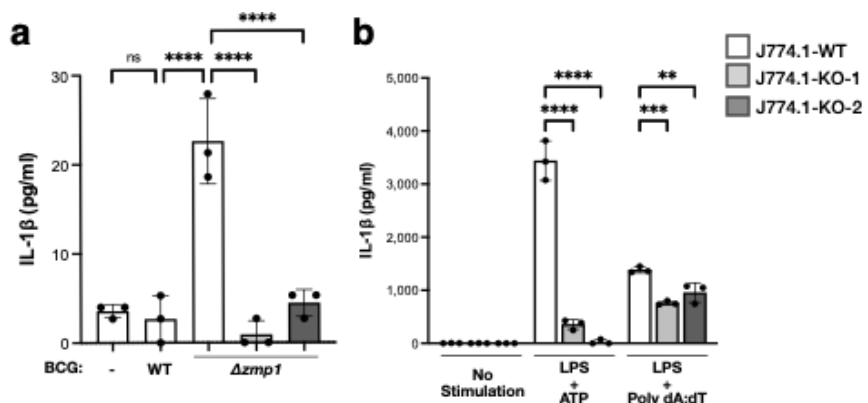 a
ns
****
****
****
IL-1β (pg/ml)
30
20
10
0
BCG:
-
WT
Δzmp1
b
J774.1-WT
J774.1-KO-1
J774.1-KO-2
****
****
**
***
IL-1β (pg/ml)
5,000
4,000
3,000
2,000
1,000
0
No
Stimulation
LPS
+
ATP
LPS
+
Poly dA:dT